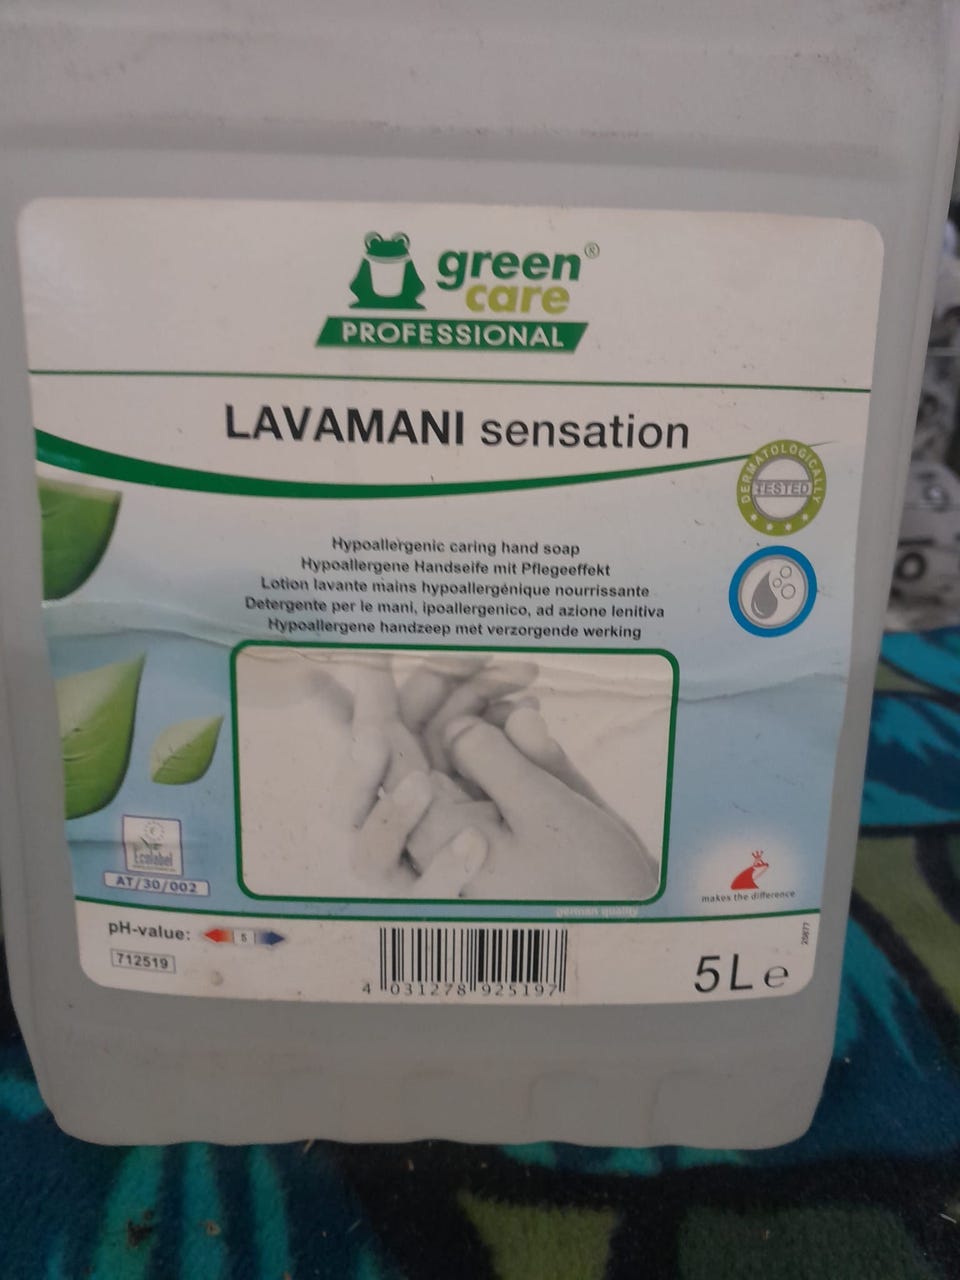 green®
care
PROFESSIONAL
LAVAMANI sensation
DERMATOLOGICALLY
TESTED
Hypoallergenic caring hand soap
Hypoallergene Handseife mit Pflegeeffekt
Lotion lavante mains hypoallergénique nourrissante
Detergente per le mani, ipoallergenico, ad azione lenitiva
Hypoallergene handzeep met verzorgende werking
Ecolabel
AT/30/002
makes the difference
german quality
pH-value: 5
712519
4 031278 925197
5L e
20877